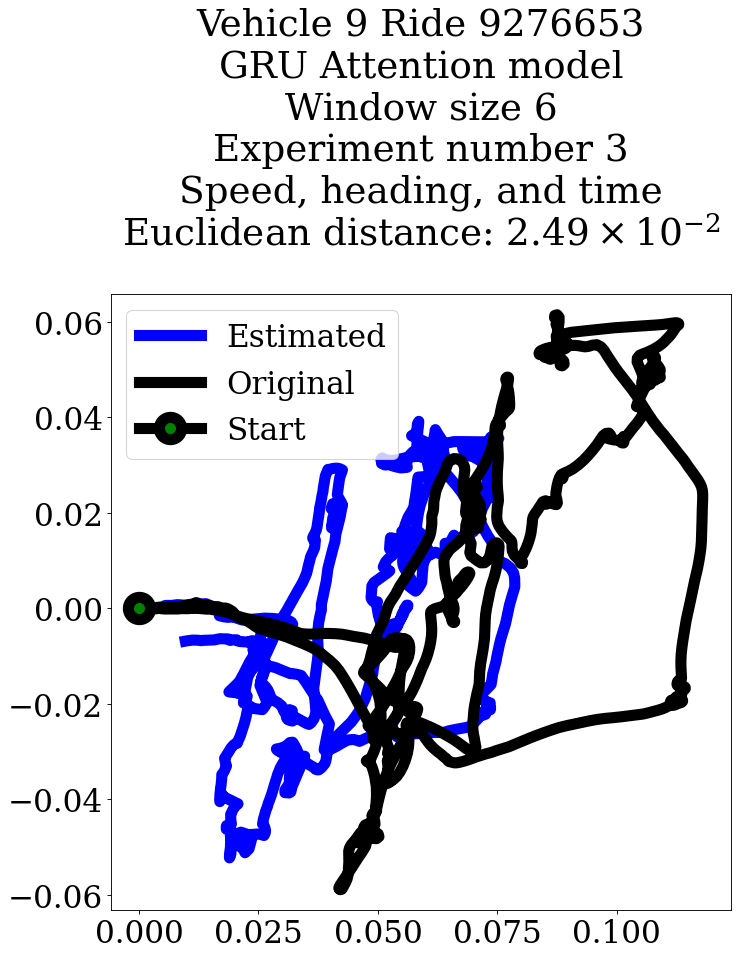 Vehicle 9 Ride 9276653
GRU Attention model
Window size 6
Experiment number 3
Speed, heading, and time
Euclidean distance: 2.49 × 10⁻²
Estimated
Original
Start
0.06
0.04
0.02
0.00
−0.02
−0.04
−0.06
0.000 0.025 0.050 0.075 0.100